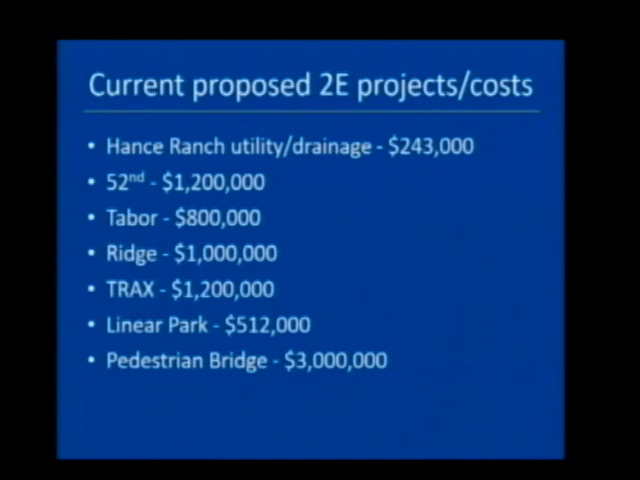 Current proposed 2E projects/costs
• Hance Ranch utility/drainage - $243,000
• 52nd - $1,200,000
• Tabor - $800,000
• Ridge - $1,000,000
• TRAX - $1,200,000
• Linear Park - $512,000
• Pedestrian Bridge - $3,000,000